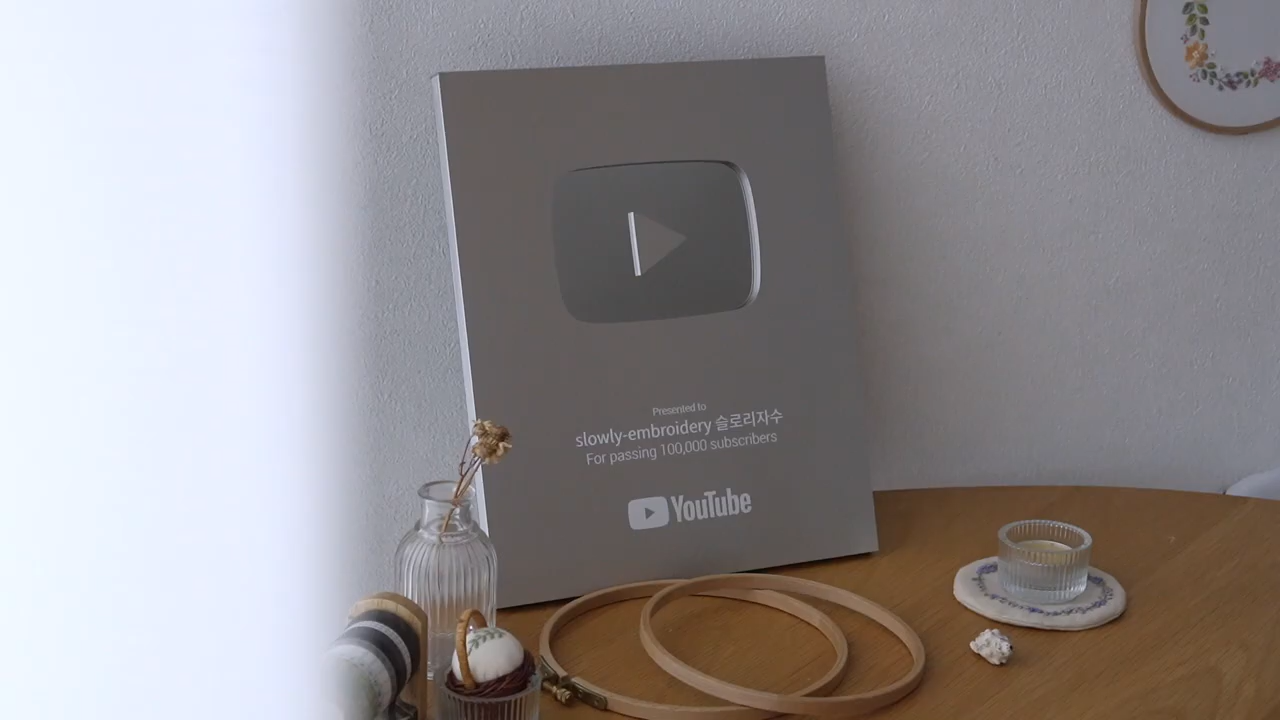 Presented to
slowly-embroidery 슬로리자수
For passing 100,000 subscribers
YouTube